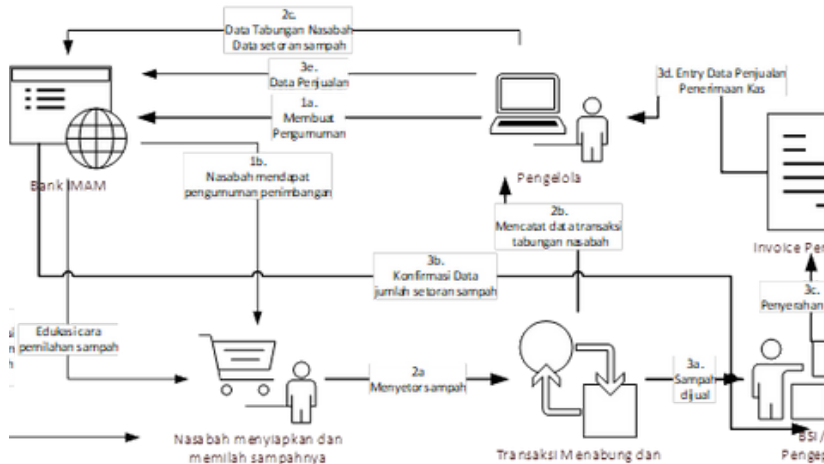 2c.
Data Tabungan Nasabah
Data setoran sampah
3e.
Data Penjualan
1a.
Membuat
Pengumuman
3d. Entry Data Penjualan
Penerimaan Kas
Bank IMAM
1b.
Nasabah mendapat
pengumuman penimbangan
Pengelola
2b.
Mencatat data transaksi
tabungan nasabah
Invoice
3b.
Konfirmasi Data
jumlah setoran sampah
3c.
Penyerahan
Edukasi cara
pemilahan sampah
2a
Menyetor sampah
3a.
Sampah
dijual
Nasabah menyiapkan dan
memilah sampahnya
Transaksi Menabung dan
BSI /